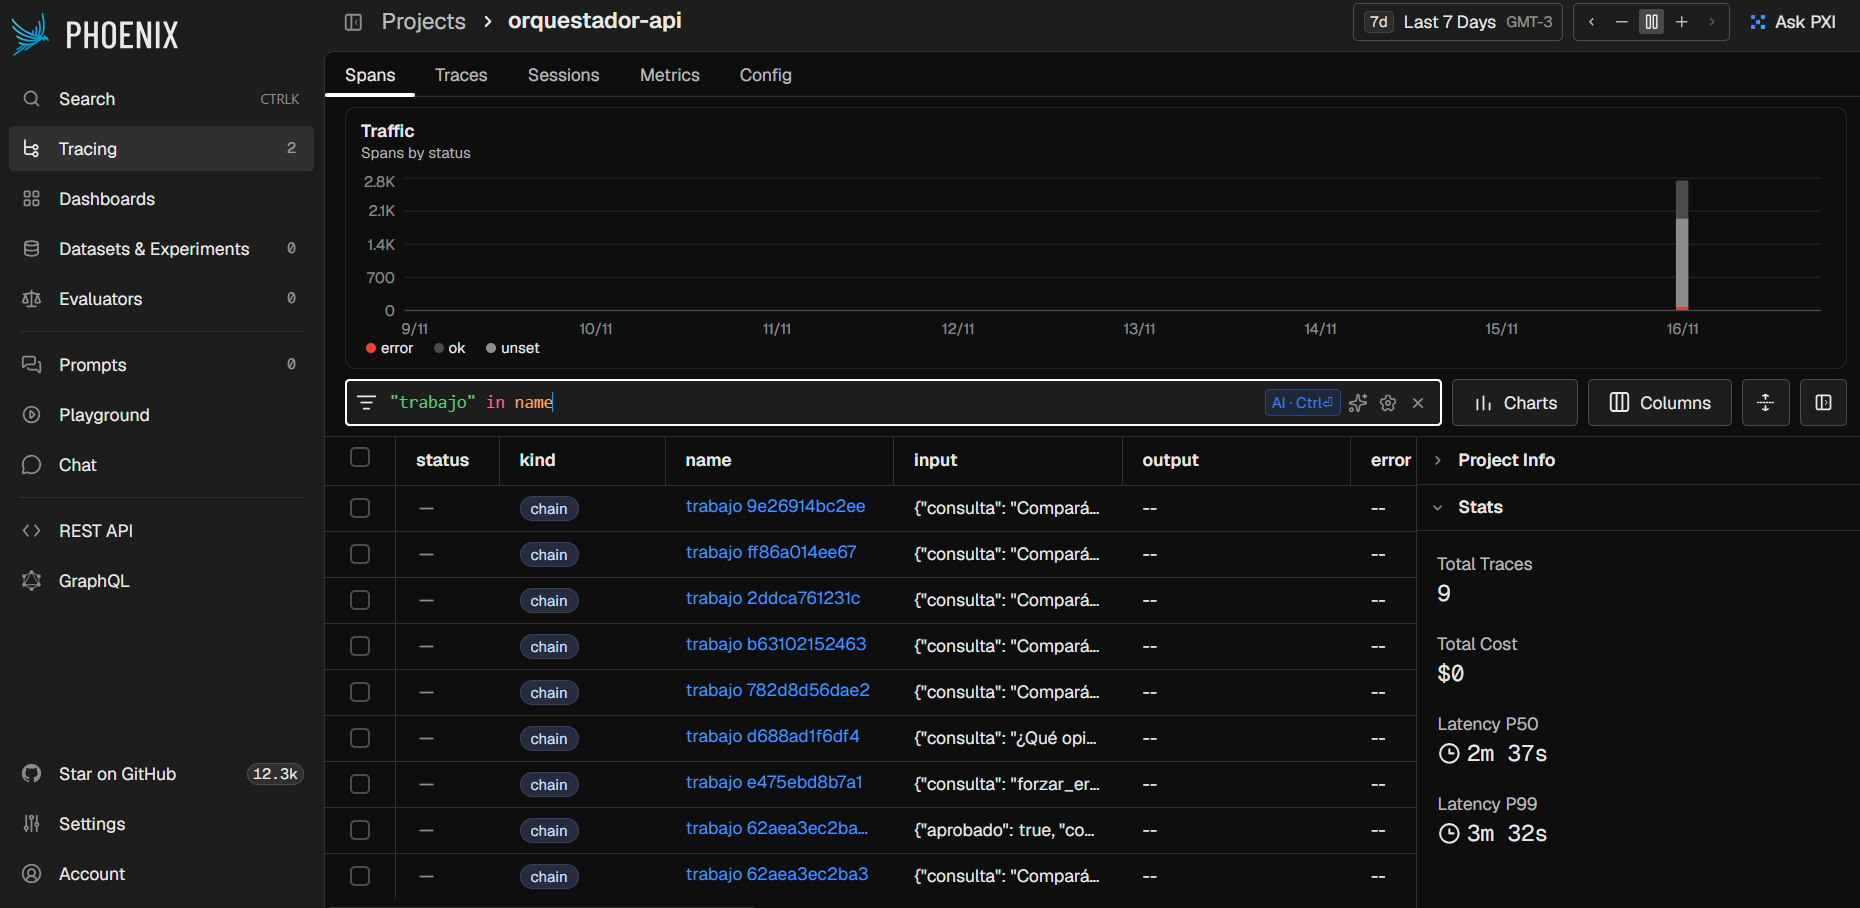 PHOENIX
Search CTRLK
Tracing 2
Dashboards
Datasets & Experiments 0
Evaluators 0
Prompts 0
Playground
Chat
REST API
GraphQL
Star on GitHub 12.3k
Settings
Account
Projects > orquestador-api
7d Last 7 Days GMT-3
Ask PXI
Spans Traces Sessions Metrics Config
Traffic
Spans by status
2.8K
2.1K
1.4K
700
0
9/11 10/11 11/11 12/11 13/11 14/11 15/11 16/11
error ok unset
"trabajo" in name
AI · Ctrl⏎
Charts
Columns
status kind name input output error
— chain trabajo 9e26914bc2ee {"consulta": "Compará... -- --
— chain trabajo ff86a014ee67 {"consulta": "Compará... -- --
— chain trabajo 2ddca761231c {"consulta": "Compará... -- --
— chain trabajo b63102152463 {"consulta": "Compará... -- --
— chain trabajo 782d8d56dae2 {"consulta": "Compará... -- --
— chain trabajo d688ad1f6df4 {"consulta": "¿Qué opi... -- --
— chain trabajo e475ebd8b7a1 {"consulta": "forzar_er... -- --
— chain trabajo 62aea3ec2ba... {"aprobado": true, "co... -- --
— chain trabajo 62aea3ec2ba3 {"consulta": "Compará... -- --
Project Info
Stats
Total Traces
9
Total Cost
$0
Latency P50
2m 37s
Latency P99
3m 32s